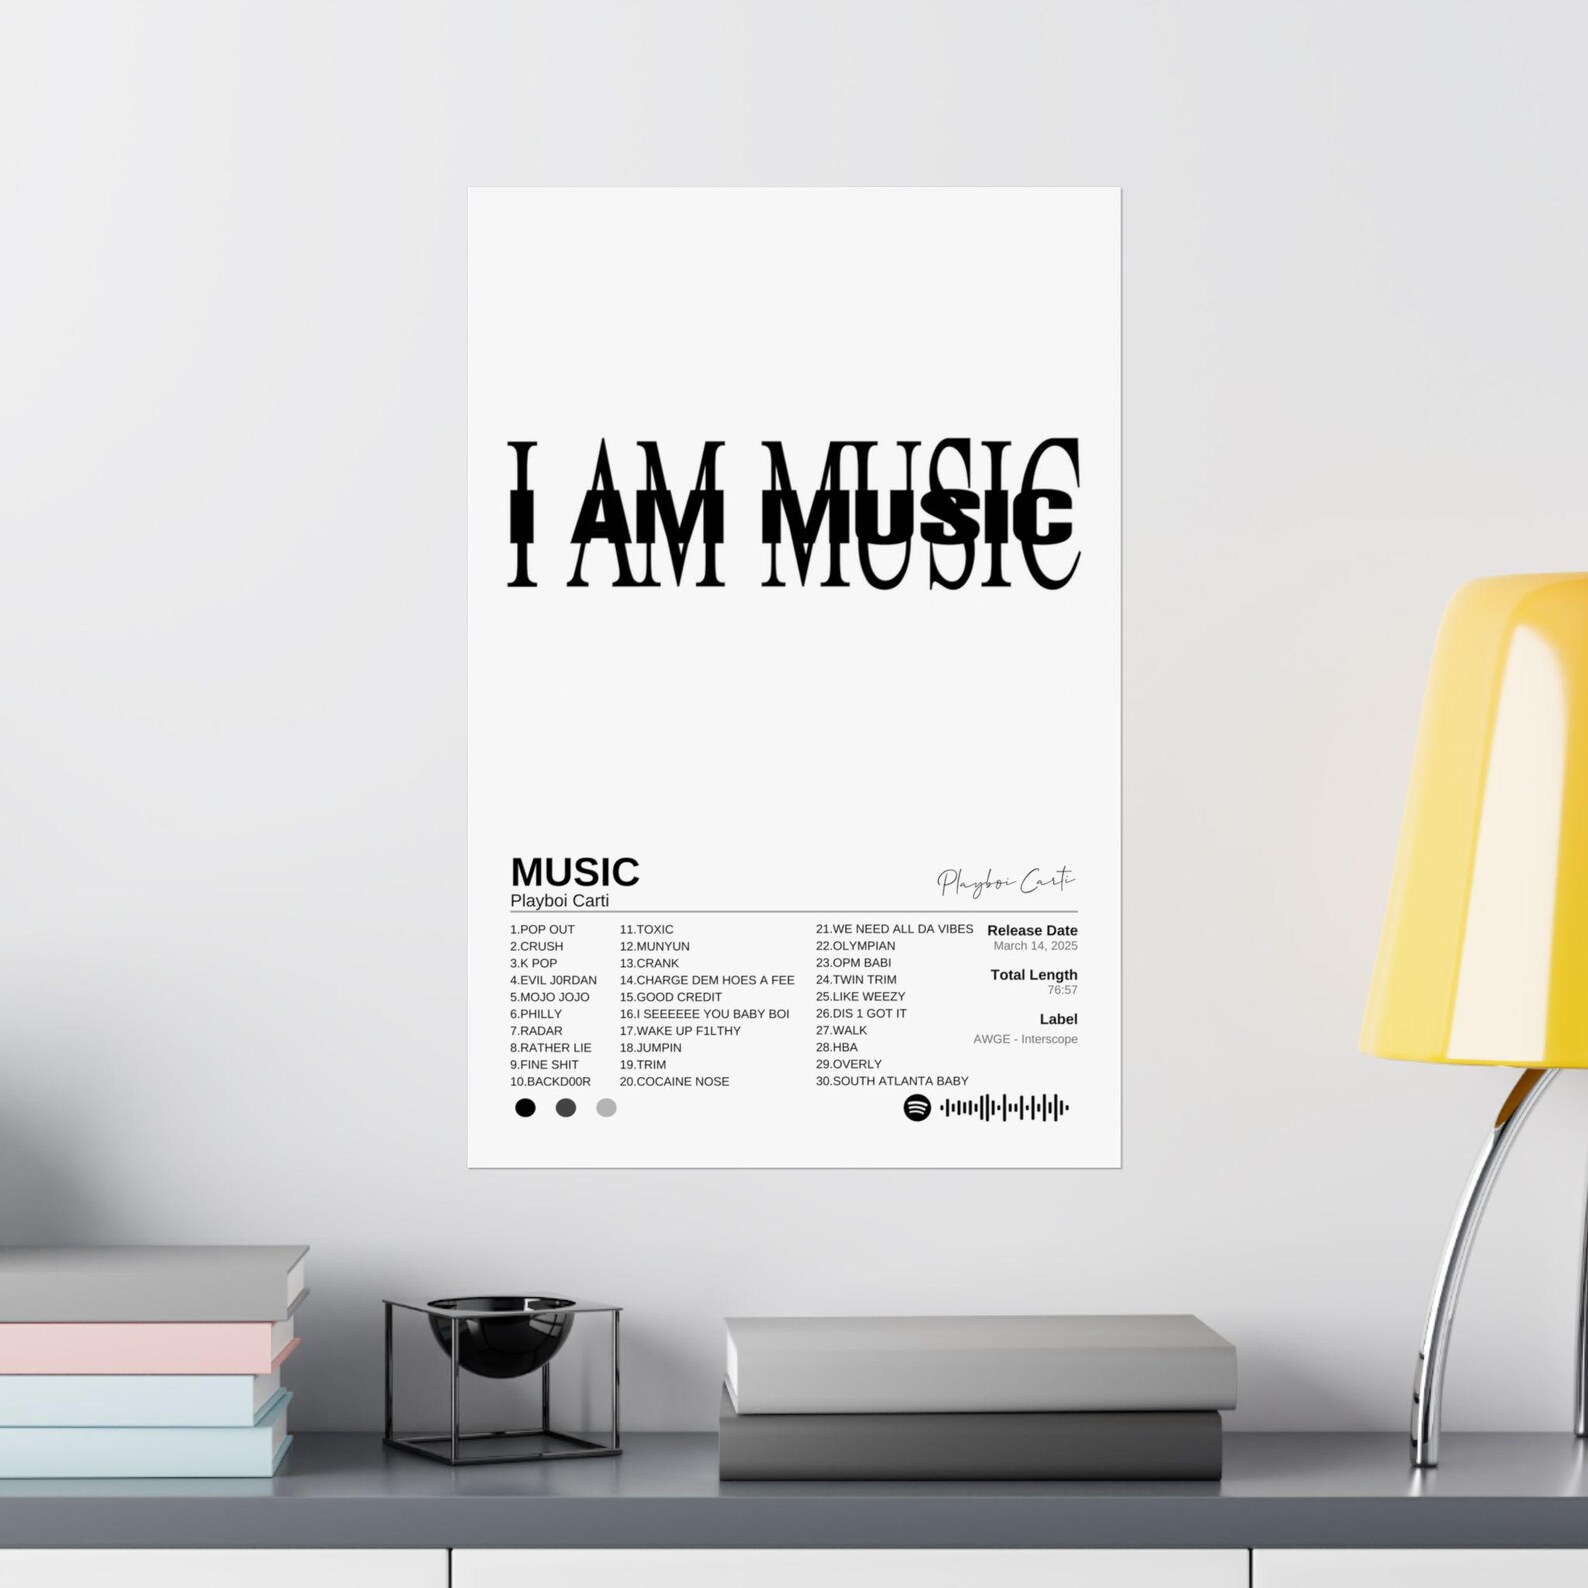 I AM MUSIC
I AM MUSIC
MUSIC
Playboi Carti
Playboi Carti
1.POP OUT
2.CRUSH
3.K POP
4.EVIL J0RDAN
5.MOJO JOJO
6.PHILLY
7.RADAR
8.RATHER LIE
9.FINE SHIT
10.BACKD00R
11.TOXIC
12.MUNYUN
13.CRANK
14.CHARGE DEM HOES A FEE
15.GOOD CREDIT
16.I SEEEEEE YOU BABY BOI
17.WAKE UP F1LTHY
18.JUMPIN
19.TRIM
20.COCAINE NOSE
21.WE NEED ALL DA VIBES
22.OLYMPIAN
23.OPM BABI
24.TWIN TRIM
25.LIKE WEEZY
26.DIS 1 GOT IT
27.WALK
28.HBA
29.OVERLY
30.SOUTH ATLANTA BABY
Release Date
March 14, 2025
Total Length
76:57
Label
AWGE - Interscope